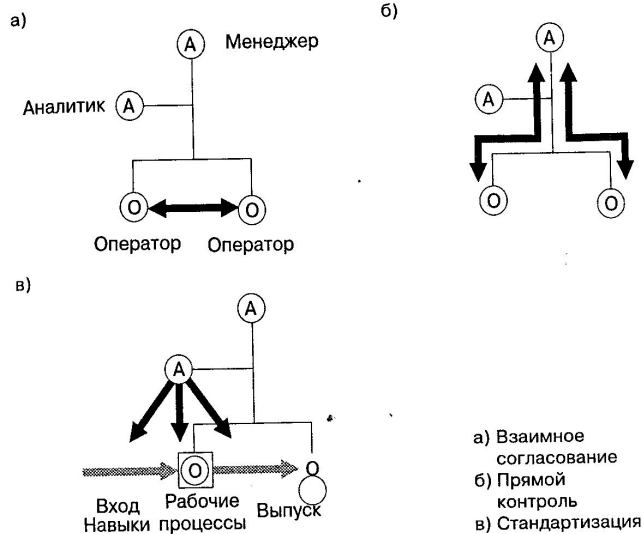 а)
А Менеджер
Аналитик А
О О
Оператор Оператор
б)
А
А
О О
в)
А
А
О О
Вход Рабочие Выпуск
Навыки процессы
а) Взаимное
согласование
б) Прямой
контроль
в) Стандартизация